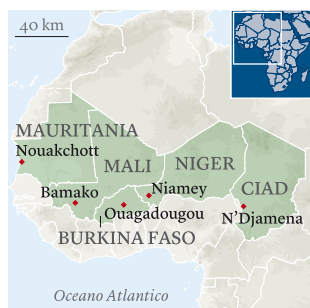 40 km
MAURITANIA
Nouakchott
MALI
NIGER
Bamako
Niamey
CIAD
Ouagadougou
N'Djamena
BURKINA FASO
Oceano Atlantico